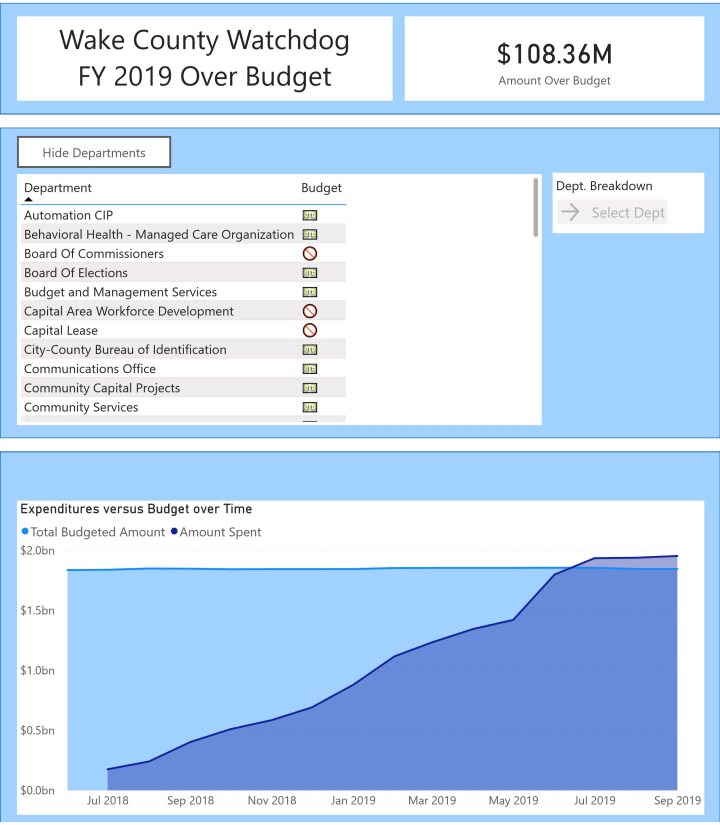 Wake County Watchdog
FY 2019 Over Budget
$108.36M
Amount Over Budget
Hide Departments
Department Budget
Automation CIP
Behavioral Health - Managed Care Organization
Board Of Commissioners
Board Of Elections
Budget and Management Services
Capital Area Workforce Development
Capital Lease
City-County Bureau of Identification
Communications Office
Community Capital Projects
Community Services
Dept. Breakdown
Select Dept
Expenditures versus Budget over Time
Total Budgeted Amount Amount Spent
$2.0bn
$1.5bn
$1.0bn
$0.5bn
$0.0bn
Jul 2018 Sep 2018 Nov 2018 Jan 2019 Mar 2019 May 2019 Jul 2019 Sep 2019